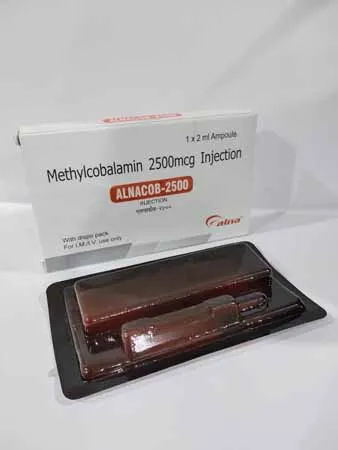 1 x 2 ml Ampoule
Methylcobalamin 2500mcg Injection
ALNACOB-2500
INJECTION
With dispo pack
For I.M./I.V. use only
alna